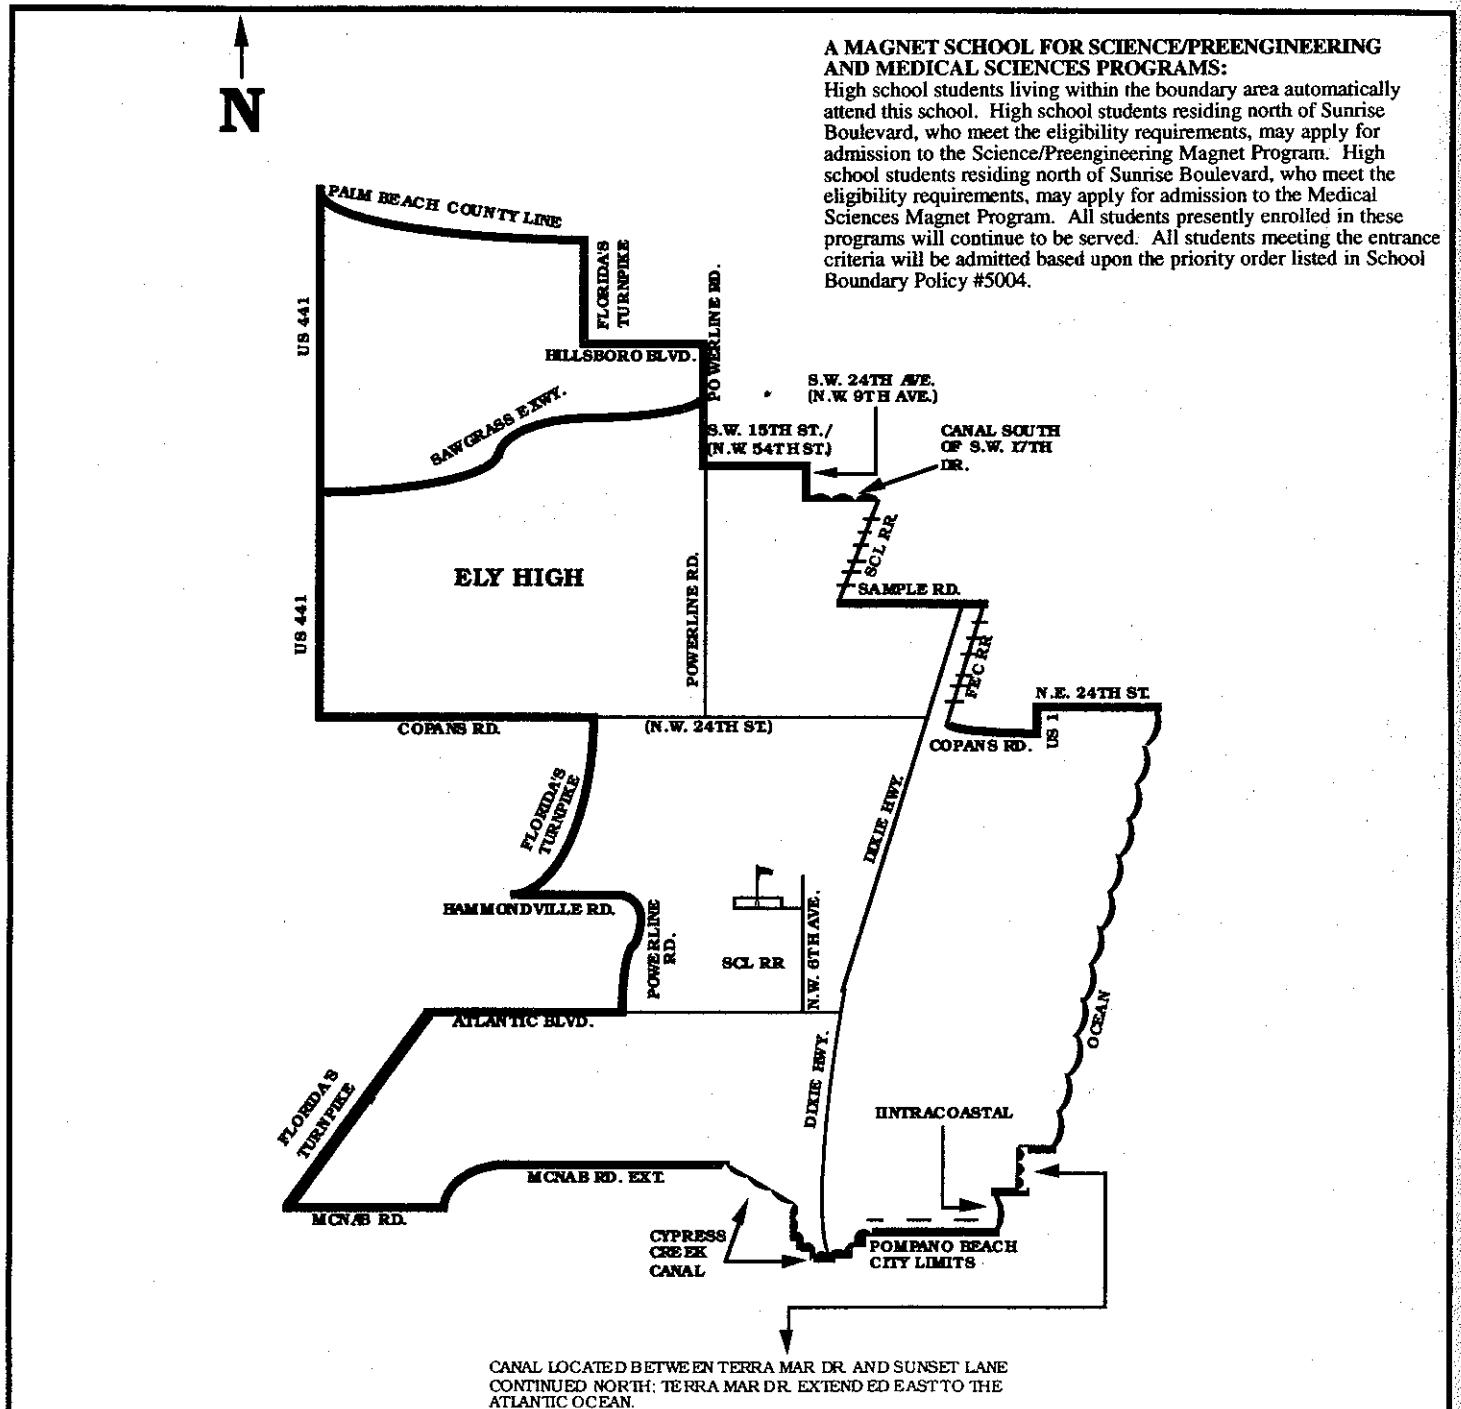 N
A MAGNET SCHOOL FOR SCIENCE/PREENGINEERING
AND MEDICAL SCIENCES PROGRAMS:
High school students living within the boundary area automatically
attend this school. High school students residing north of Sunrise
Boulevard, who meet the eligibility requirements, may apply for
admission to the Science/Preengineering Magnet Program. High
school students residing north of Sunrise Boulevard, who meet the
eligibility requirements, may apply for admission to the Medical
Sciences Magnet Program. All students presently enrolled in these
programs will continue to be served. All students meeting the entrance
criteria will be admitted based upon the priority order listed in School
Boundary Policy #5004.
PALM BEACH COUNTY LINE
FLORIDA'S
TURNPIKE
US 441
POWERLINE RD.
HILLSBORO BLVD.
SAWGRASS EXWY.
S.W. 24TH AVE.
(N.W. 9TH AVE.)
S.W. 15TH ST./
(N.W. 54TH ST.)
CANAL SOUTH
OF S.W. 17TH
DR.
SCL RR.
ELY HIGH
SAMPLE RD.
US 441
POWERLINE RD.
FEC RR
N.E. 24TH ST.
US 1
COPANS RD.
(N.W. 24TH ST.)
COPANS RD.
FLORIDA'S
TURNPIKE
DIXIE HWY.
HAMMONDVILLE RD.
POWERLINE
RD.
SCL RR
N.W. 6TH AVE.
OCEAN
ATLANTIC BLVD.
FLORIDA'S
TURNPIKE
DIXIE HWY.
IINTRACOASTAL
MCNAB RD. EXT.
MCNAB RD.
CYPRESS
CREEK
CANAL
POMPANO BEACH
CITY LIMITS
CANAL LOCATED BETWEEN TERRA MAR DR. AND SUNSET LANE
CONTINUED NORTH; TERRA MAR DR. EXTENDED EAST TO THE
ATLANTIC OCEAN.